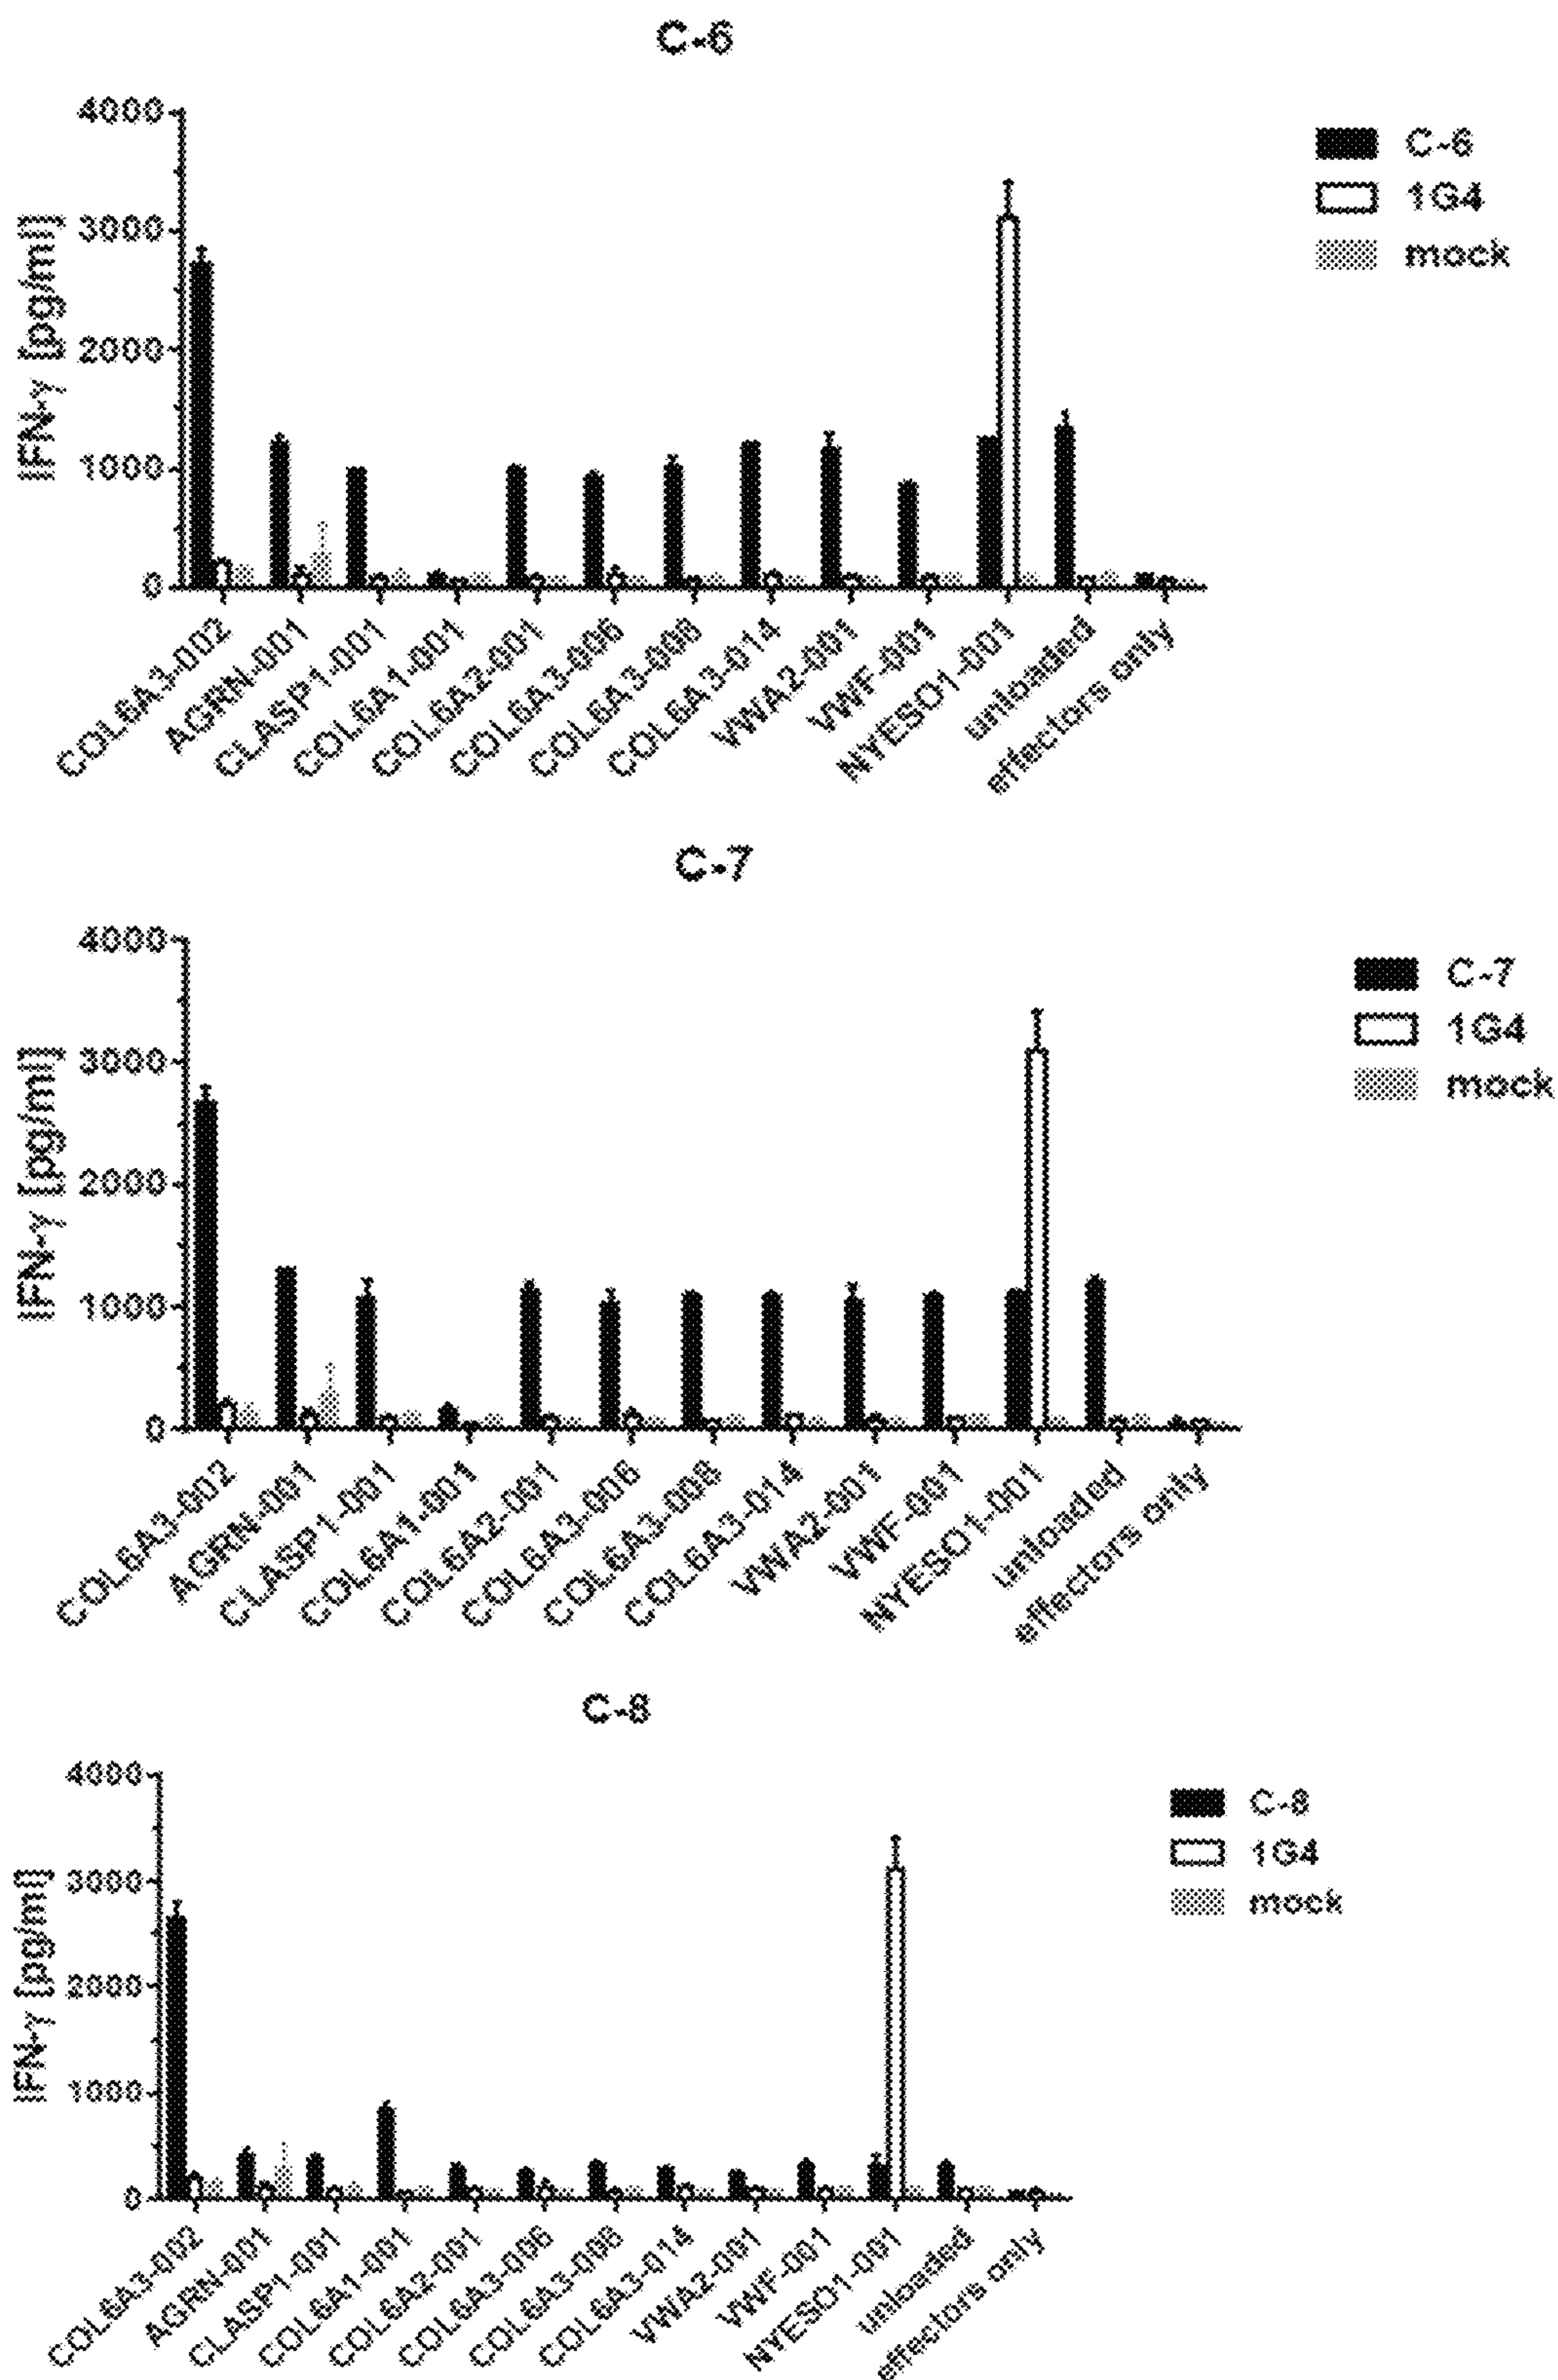 C-6
4000
3000
2000
1000
0
IFN-γ [pg/ml]
C-6
1G4
mock
COL6A3-002
AGRN-001
CLASP1-001
COL6A1-001
COL6A2-001
COL6A3-006
COL6A3-008
COL6A3-014
VWA2-001
VWF-001
NYESO1-001
unloaded
effectors only
C-7
4000
3000
2000
1000
0
IFN-γ [pg/ml]
C-7
1G4
mock
COL6A3-002
AGRN-001
CLASP1-001
COL6A1-001
COL6A2-001
COL6A3-006
COL6A3-008
COL6A3-014
VWA2-001
VWF-001
NYESO1-001
unloaded
effectors only
C-8
4000
3000
2000
1000
0
IFN-γ [pg/ml]
C-8
1G4
mock
COL6A3-002
AGRN-001
CLASP1-001
COL6A1-001
COL6A2-001
COL6A3-006
COL6A3-008
COL6A3-014
VWA2-001
VWF-001
NYESO1-001
unloaded
effectors only